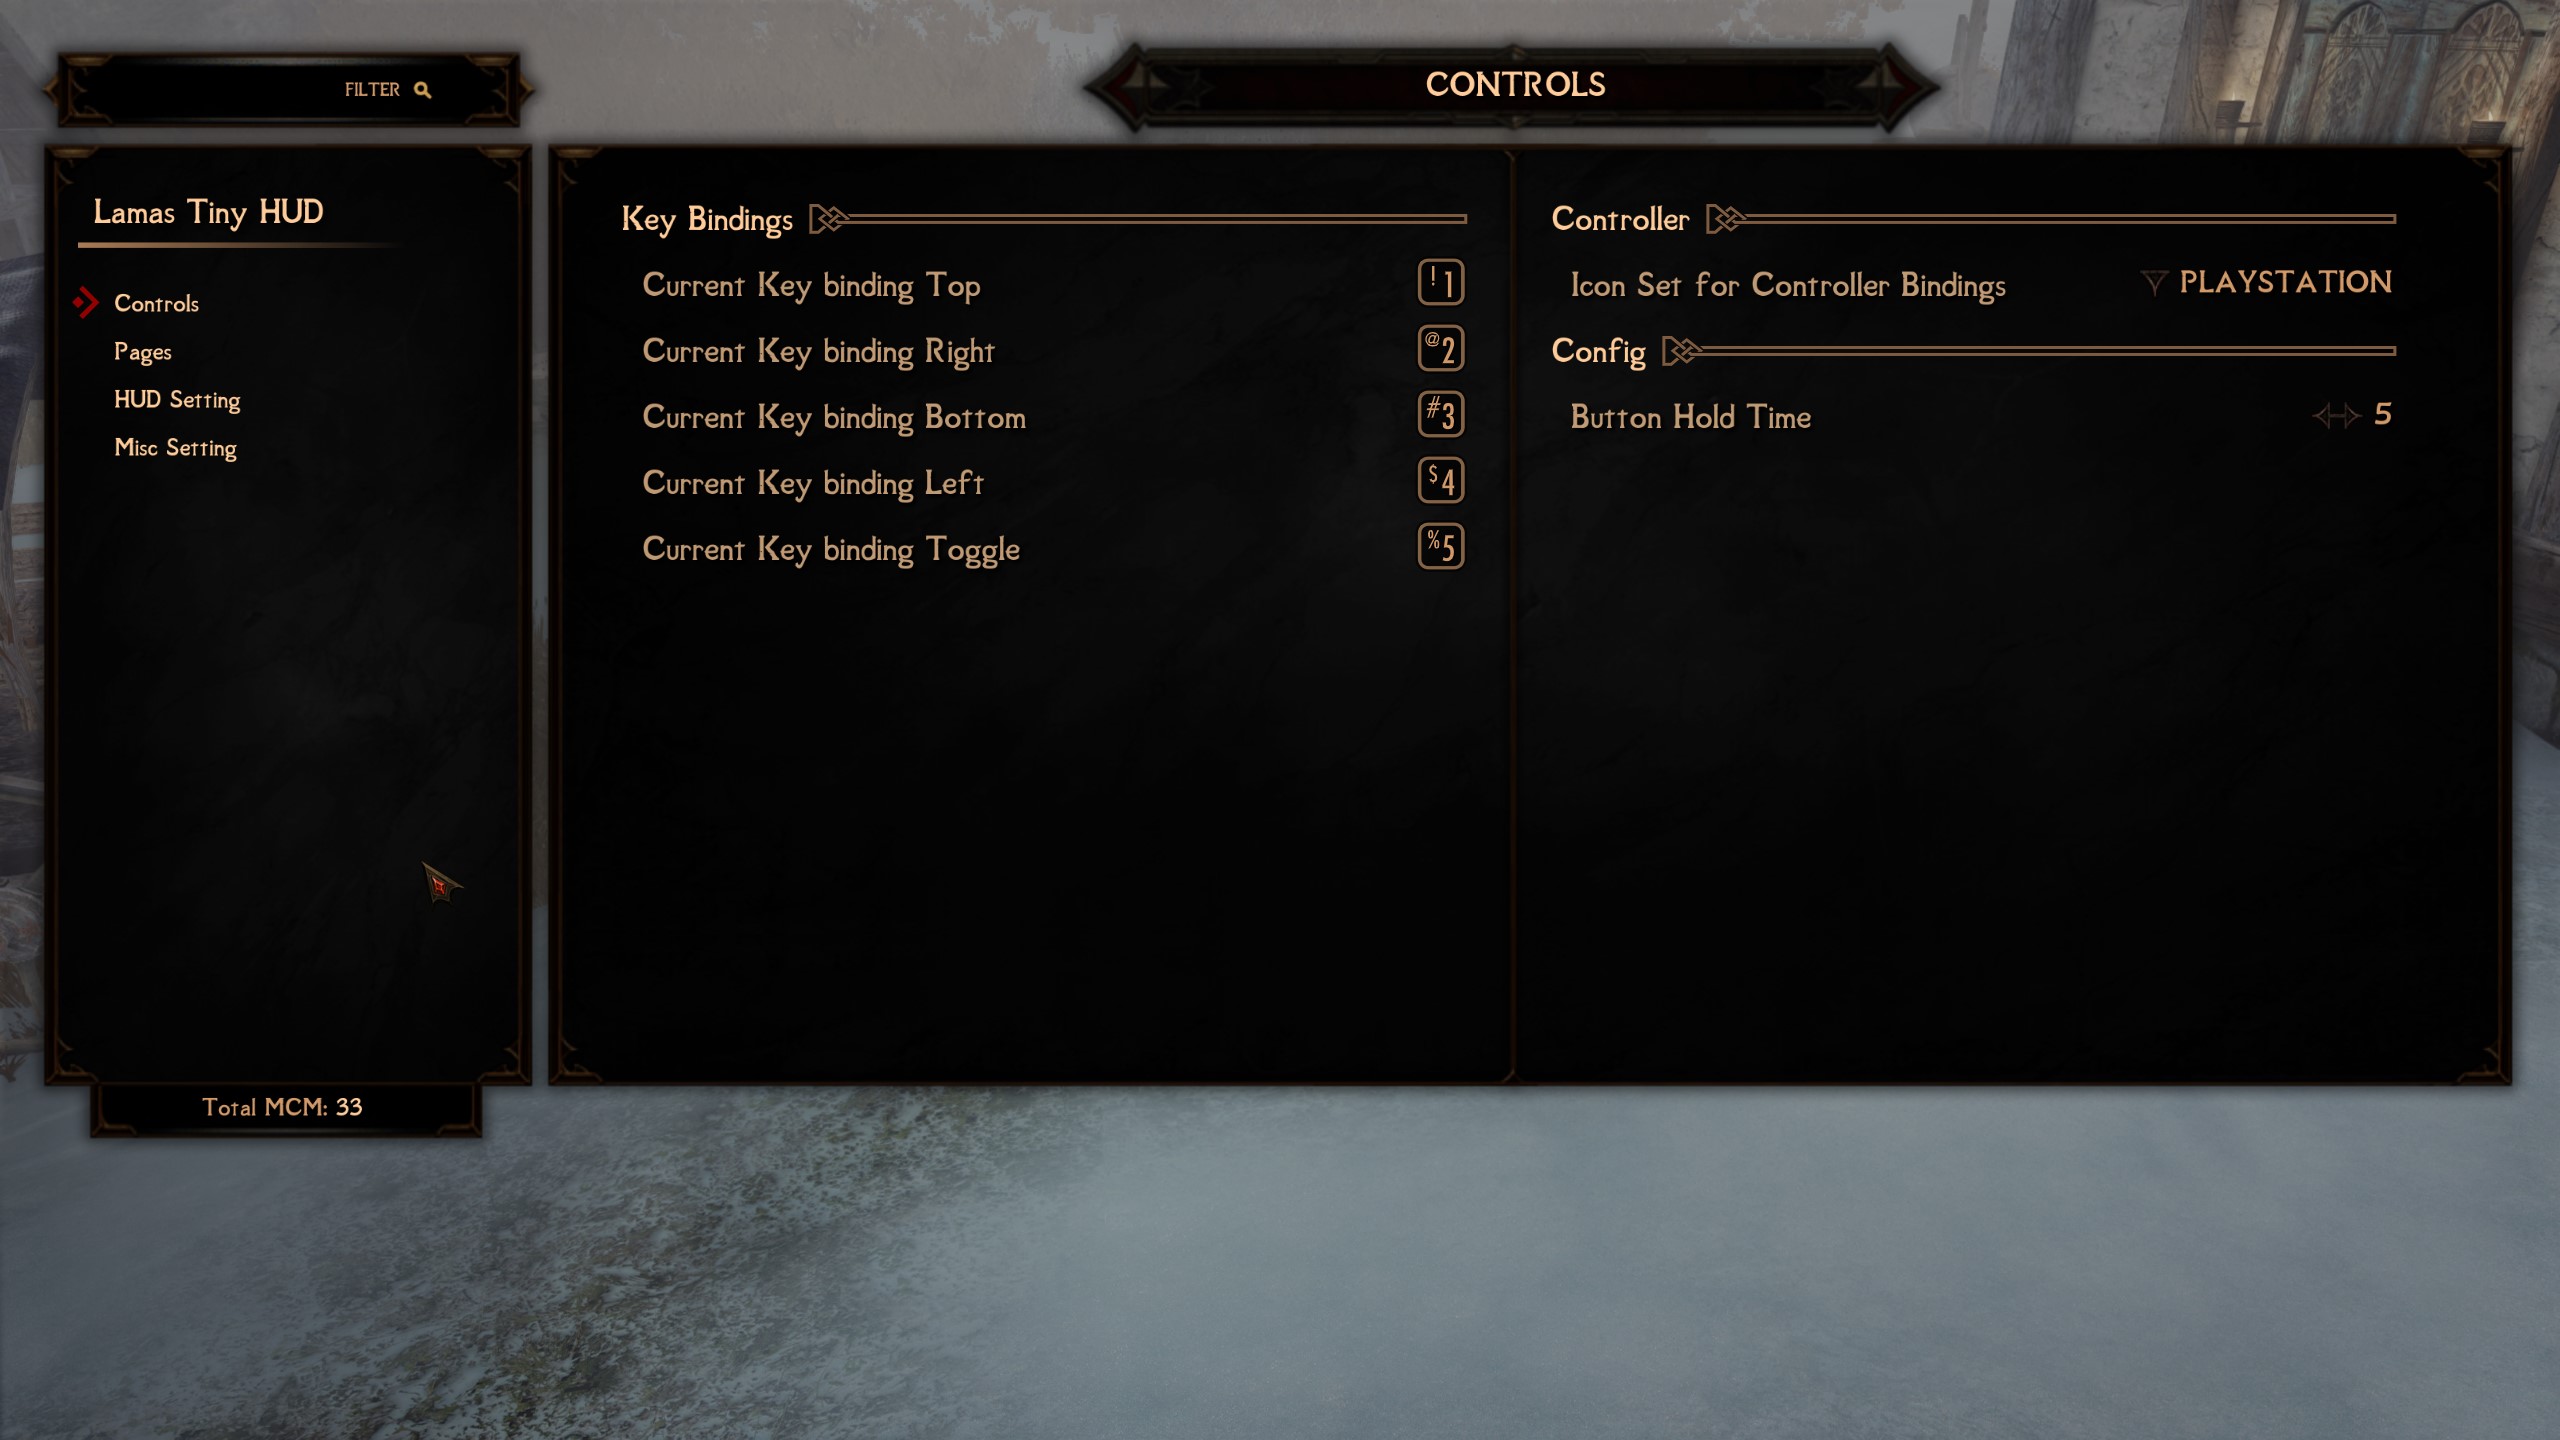 FILTER
CONTROLS
Lamas Tiny HUD
Controls
Pages
HUD Setting
Misc Setting
Total MCM: 33
Key Bindings
Current Key binding Top !1
Current Key binding Right @2
Current Key binding Bottom #3
Current Key binding Left $4
Current Key binding Toggle %5
Controller
Icon Set for Controller Bindings PLAYSTATION
Config
Button Hold Time 5